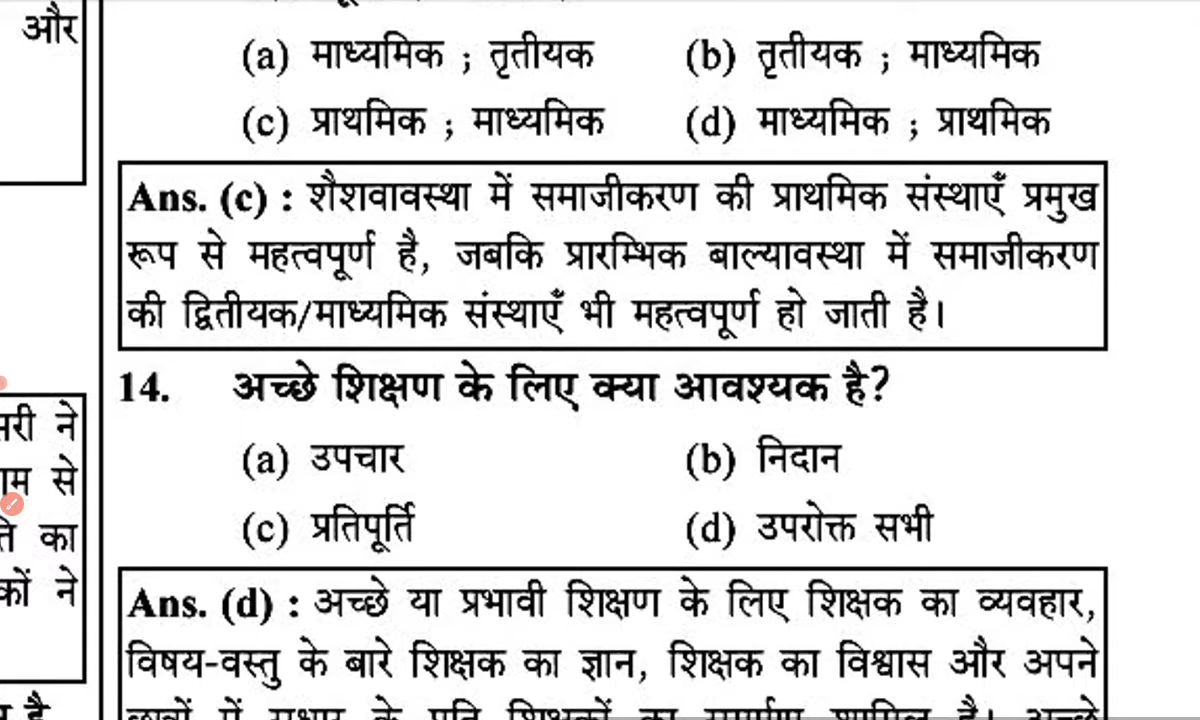 और
(a) माध्यमिक ; तृतीयक (b) तृतीयक ; माध्यमिक
(c) प्राथमिक ; माध्यमिक (d) माध्यमिक ; प्राथमिक
Ans. (c) : शैशवावस्था में समाजीकरण की प्राथमिक संस्थाएँ प्रमुख
रूप से महत्वपूर्ण है, जबकि प्रारम्भिक बाल्यावस्था में समाजीकरण
की द्वितीयक/माध्यमिक संस्थाएँ भी महत्वपूर्ण हो जाती है।
14. अच्छे शिक्षण के लिए क्या आवश्यक है?
(a) उपचार (b) निदान
(c) प्रतिपूर्ति (d) उपरोक्त सभी
Ans. (d) : अच्छे या प्रभावी शिक्षण के लिए शिक्षक का व्यवहार,
विषय-वस्तु के बारे शिक्षक का ज्ञान, शिक्षक का विश्वास और अपने
ने
से
का
ने
है